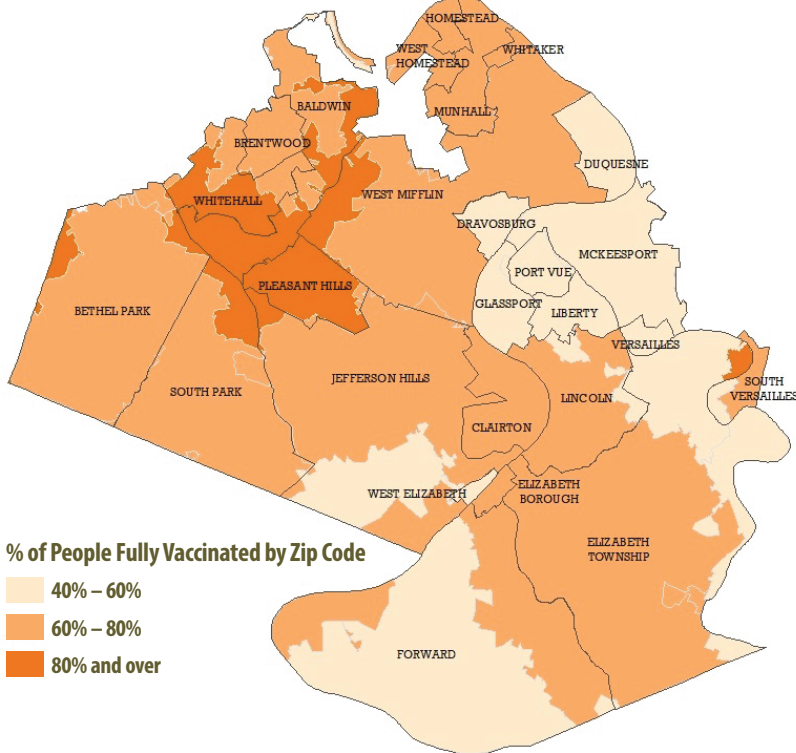 HOMESTEAD
WEST
HOMESTEAD
WHITAKER
BALDWIN
MUNHALL
BRENTWOOD
DUQUESNE
WHITEHALL
WEST MIFFLIN
DRAVOSBURG
MCKEESPORT
PORT VUE
PLEASANT HILLS
GLASSPORT
LIBERTY
BETHEL PARK
VERSAILLES
JEFFERSON HILLS
SOUTH
VERSAILLES
SOUTH PARK
LINCOLN
CLAIRTON
WEST ELIZABETH
ELIZABETH
BOROUGH
ELIZABETH
TOWNSHIP
% of People Fully Vaccinated by Zip Code
40% – 60%
60% – 80%
80% and over
FORWARD